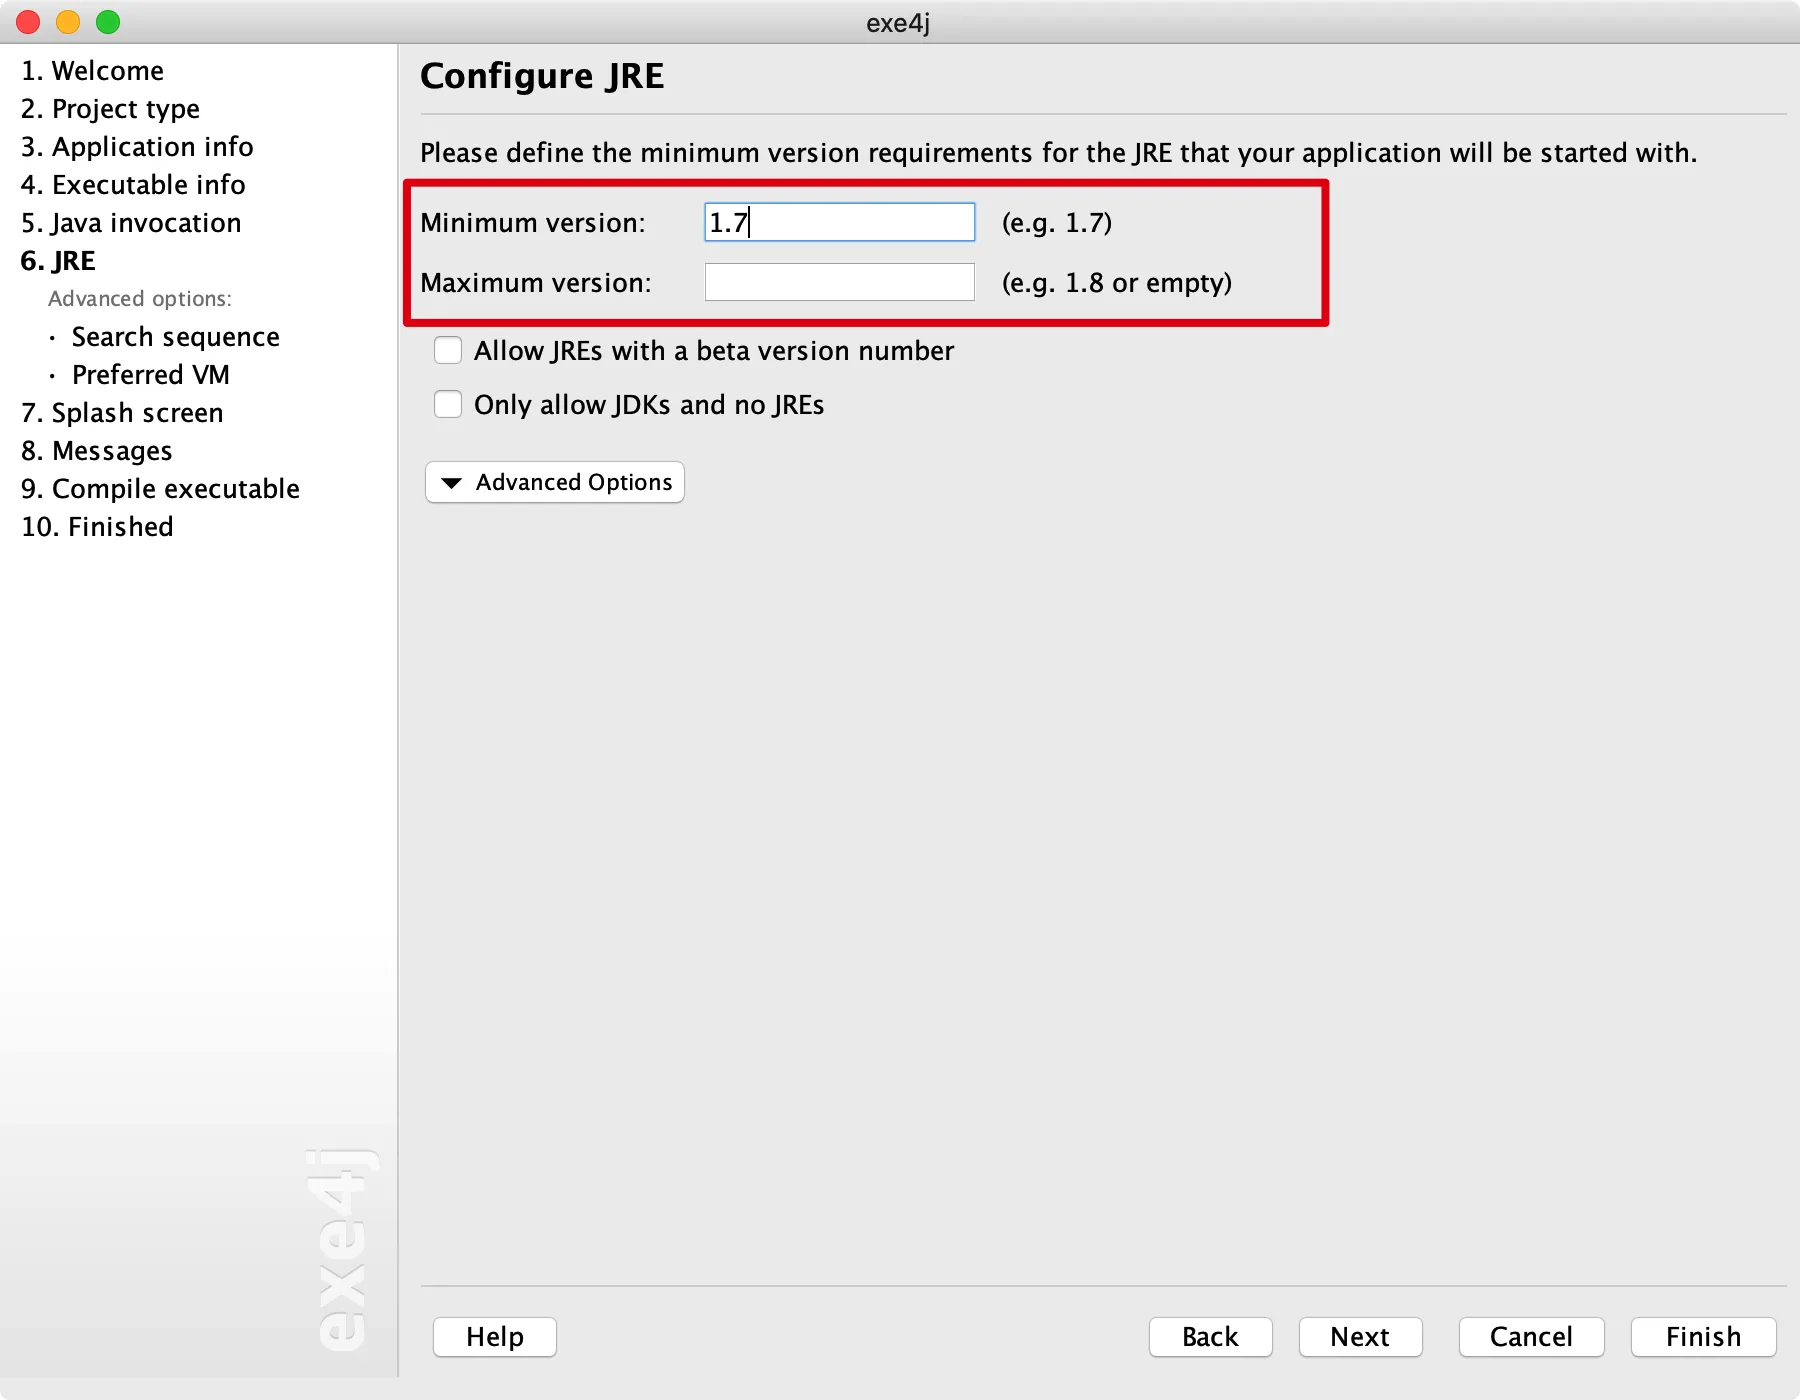 exe4j
1. Welcome
2. Project type
3. Application info
4. Executable info
5. Java invocation
6. JRE
Advanced options:
· Search sequence
· Preferred VM
7. Splash screen
8. Messages
9. Compile executable
10. Finished
exe4j
Configure JRE
Please define the minimum version requirements for the JRE that your application will be started with.
Minimum version: 1.7 (e.g. 1.7)
Maximum version: (e.g. 1.8 or empty)
Allow JREs with a beta version number
Only allow JDKs and no JREs
Advanced Options
Help Back Next Cancel Finish